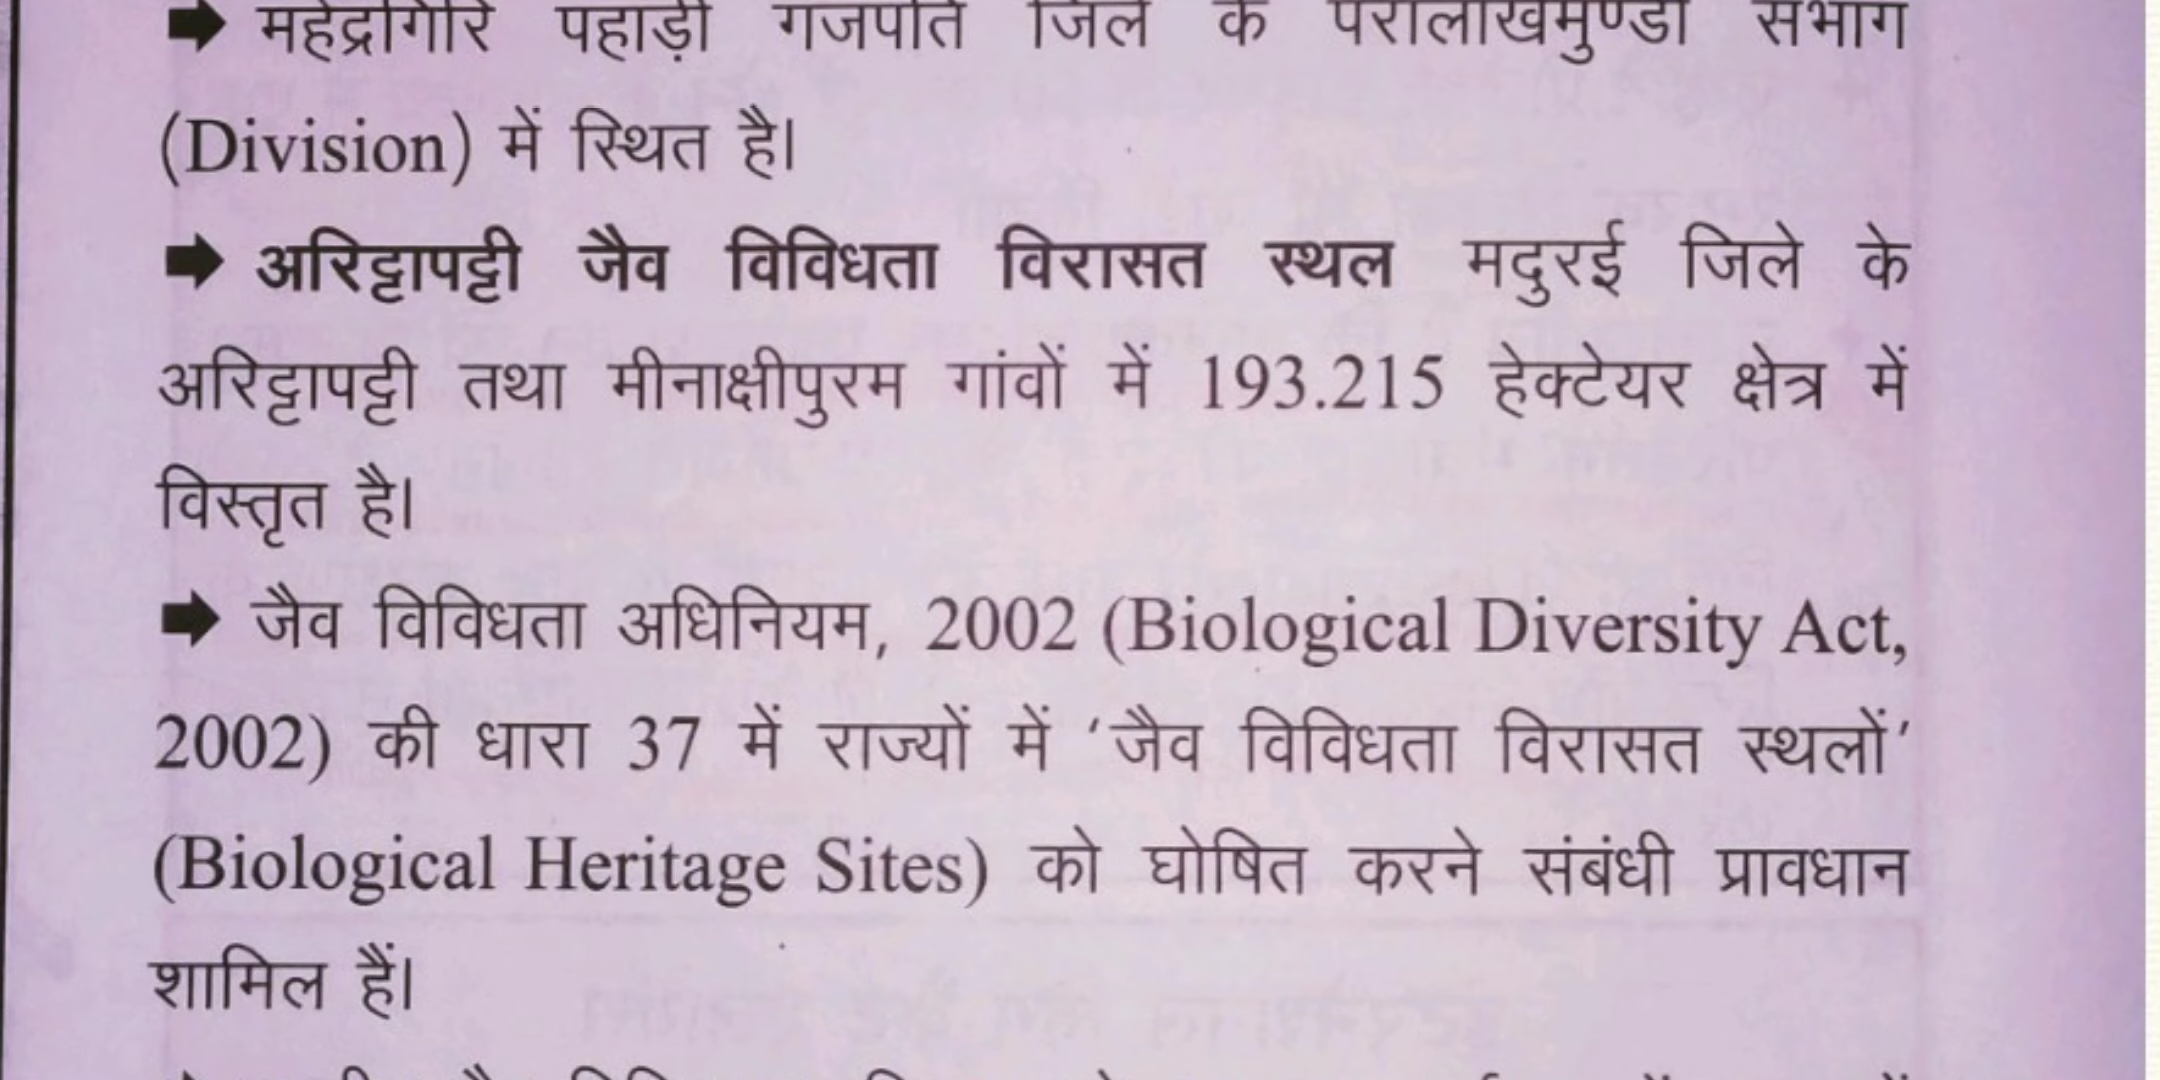 ➡ महेंद्रगिरि पहाड़ी गजपति जिले के परालाखेमुण्डी संभाग
(Division) में स्थित है।
➡ अरिट्टापट्टी जैव विविधता विरासत स्थल मदुरई जिले के
अरिट्टापट्टी तथा मीनाक्षीपुरम गांवों में 193.215 हेक्टेयर क्षेत्र में
विस्तृत है।
➡ जैव विविधता अधिनियम, 2002 (Biological Diversity Act,
2002) की धारा 37 में राज्यों में ‘जैव विविधता विरासत स्थलों’
(Biological Heritage Sites) को घोषित करने संबंधी प्रावधान
शामिल हैं।